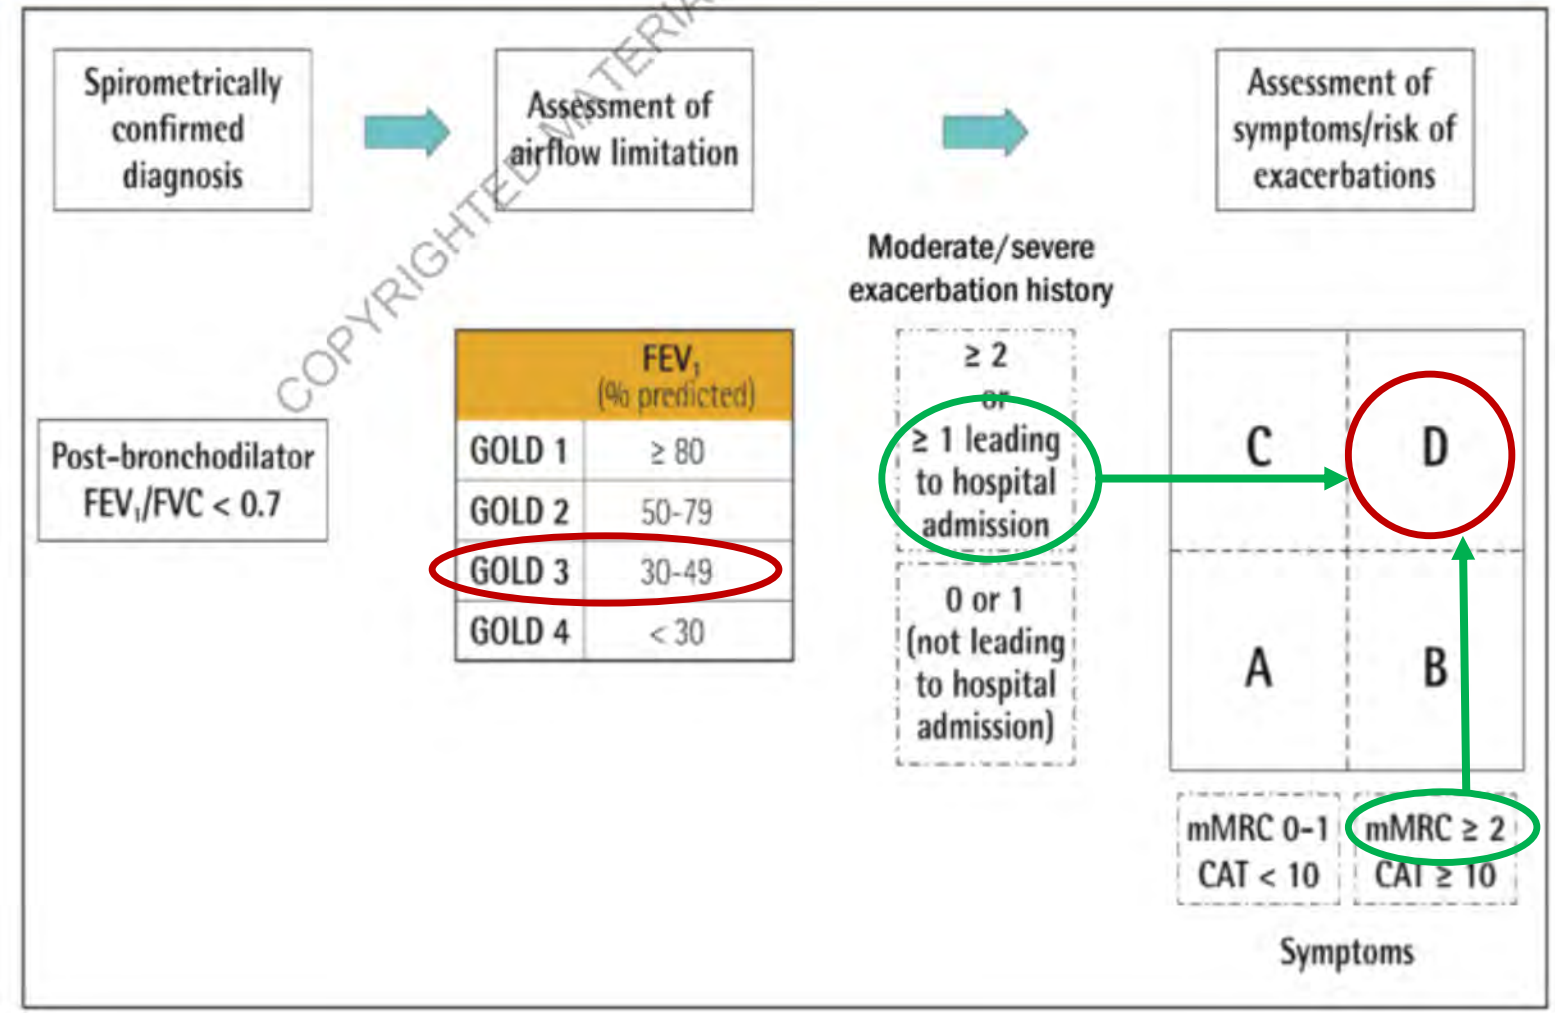 Spirometrically
confirmed
diagnosis
Assessment of
airflow limitation
Assessment of
symptoms/risk of
exacerbations
COPYRIGHTED MATERIA
Moderate/severe
exacerbation history
Post-bronchodilator
FEV₁/FVC < 0.7
FEV₁
(% predicted)
GOLD 1 ≥ 80
GOLD 2 50-79
GOLD 3 30-49
GOLD 4 < 30
≥ 2
or
≥ 1 leading
to hospital
admission
0 or 1
(not leading
to hospital
admission)
C D
A B
mMRC 0-1
CAT < 10
mMRC ≥ 2
CAT ≥ 10
Symptoms